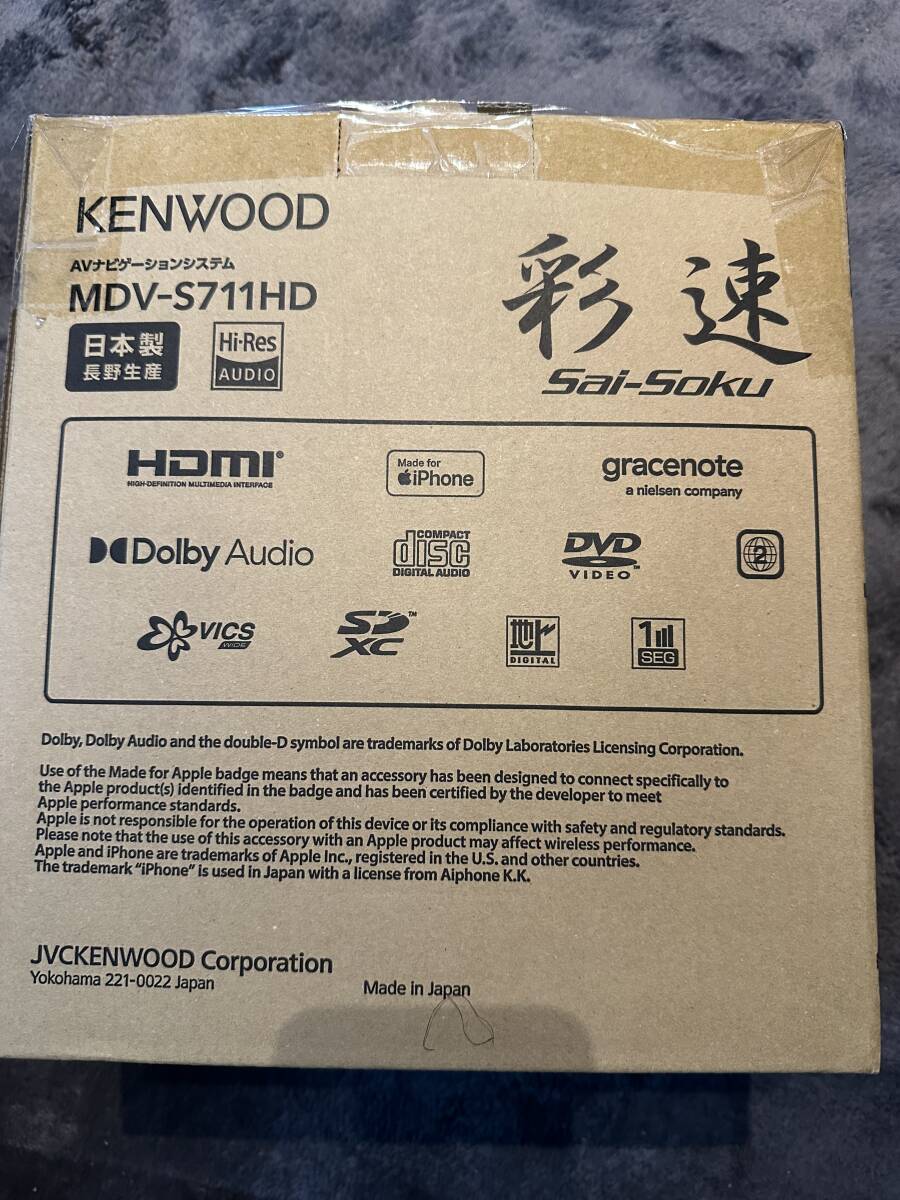 KENWOOD
AVナビゲーションシステム
MDV-S711HD
日本製
長野生産
Hi-Res
AUDIO
彩速
Sai-Soku
HDMI®
HIGH-DEFINITION MULTIMEDIA INTERFACE
Made for
iPhone
gracenote
a nielsen company
Dolby Audio
COMPACT
disc
DIGITAL AUDIO
DVD™
VIDEO
2
VICS
WIDE
SD™
XC
地上
DIGITAL
1
SEG
Dolby, Dolby Audio and the double-D symbol are trademarks of Dolby Laboratories Licensing Corporation.
Use of the Made for Apple badge means that an accessory has been designed to connect specifically to
the Apple product(s) identified in the badge and has been certified by the developer to meet
Apple performance standards.
Apple is not responsible for the operation of this device or its compliance with safety and regulatory standards.
Please note that the use of this accessory with an Apple product may affect wireless performance.
Apple and iPhone are trademarks of Apple Inc., registered in the U.S. and other countries.
The trademark “iPhone” is used in Japan with a license from Aiphone K.K.
JVCKENWOOD Corporation
Yokohama 221-0022 Japan
Made in Japan